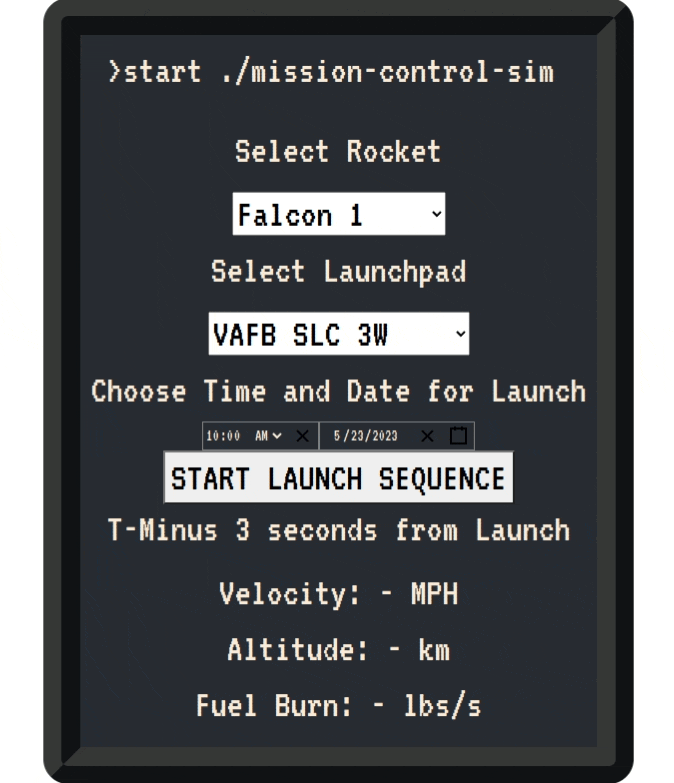 >start ./mission-control-sim
Select Rocket
Falcon 1
Select Launchpad
VAFB SLC 3W
Choose Time and Date for Launch
10:00 AM 5/23/2023
START LAUNCH SEQUENCE
T-Minus 3 seconds from Launch
Velocity: - MPH
Altitude: - km
Fuel Burn: - lbs/s